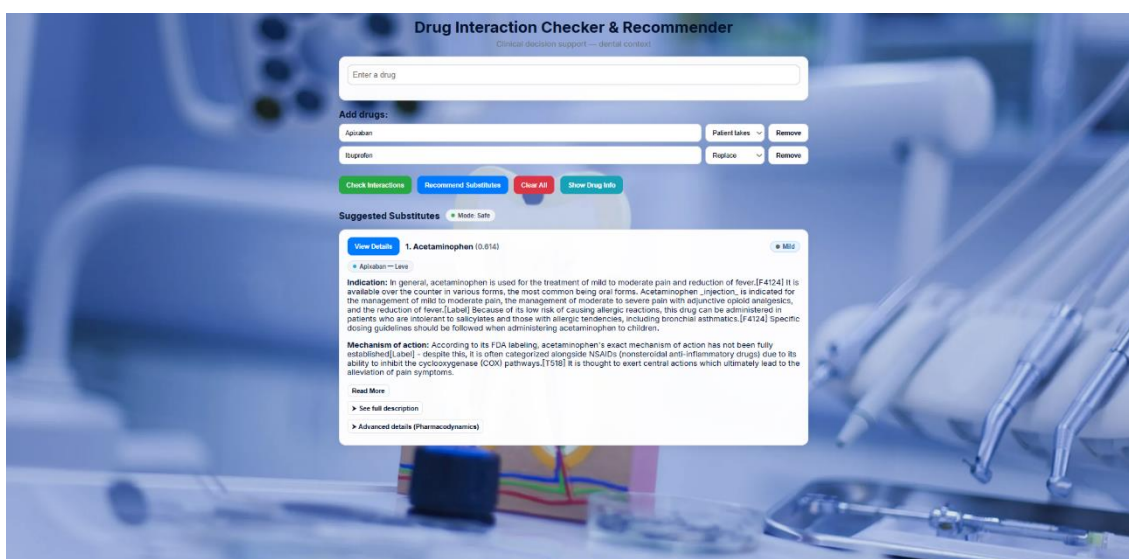 Drug Interaction Checker & Recommender
Clinical decision support — dental context
Enter a drug
Add drugs:
Apixaban
Patient takes
Remove
Ibuprofen
Replace
Remove
Check Interactions
Recommend Substitutes
Clear All
Show Drug Info
Suggested Substitutes
Mode: Safe
View Details
1. Acetaminophen (0.614)
Mild
Apixaban — Leve
Indication: In general, acetaminophen is used for the treatment of mild to moderate pain and reduction of fever.[F4124] It is
available over the counter in various forms, the most common being oral forms. Acetaminophen _injection_ is indicated for
the management of mild to moderate pain, the management of moderate to severe pain with adjunctive opioid analgesics,
and the reduction of fever.[Label] Because of its low risk of causing allergic reactions, this drug can be administered in
patients who are intolerant to salicylates and those with allergic tendencies, including bronchial asthmatics.[F4124] Specific
dosing guidelines should be followed when administering acetaminophen to children.
Mechanism of action: According to its FDA labeling, acetaminophen's exact mechanism of action has not been fully
established[Label] - despite this, it is often categorized alongside NSAIDs (nonsteroidal anti-inflammatory drugs) due to its
ability to inhibit the cyclooxygenase (COX) pathways.[T518] It is thought to exert central actions which ultimately lead to the
alleviation of pain symptoms.
Read More
➤ See full description
➤ Advanced details (Pharmacodynamics)